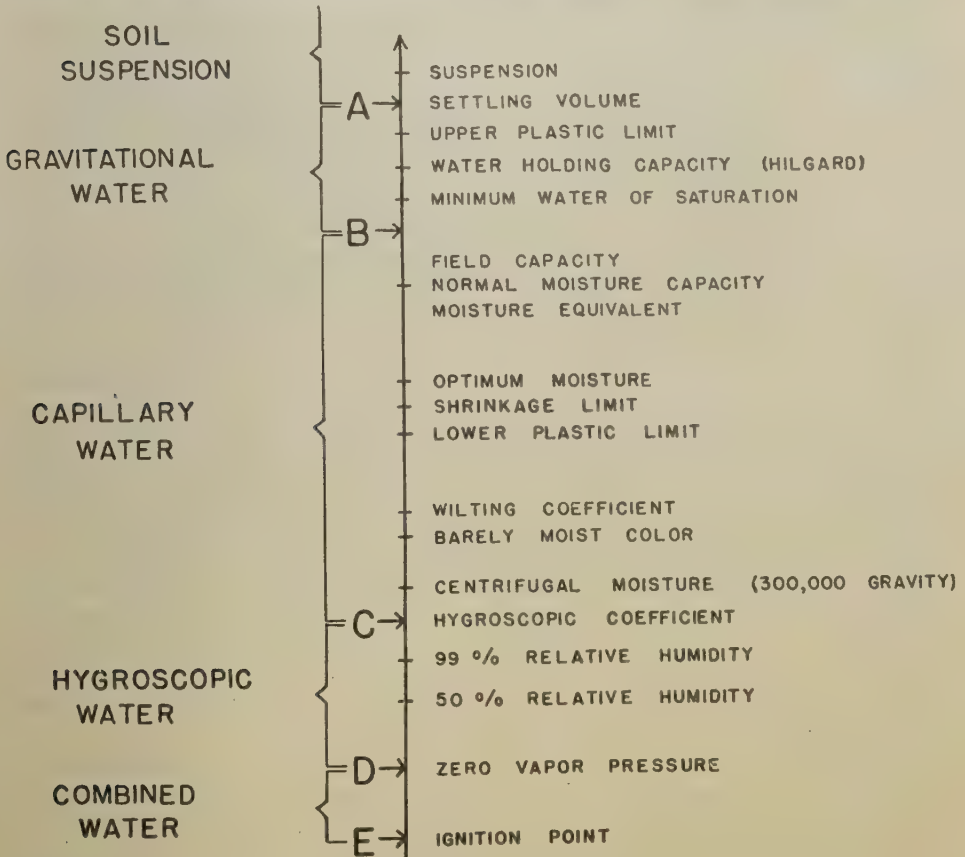 SOIL
SUSPENSION
SUSPENSION
A
SETTLING VOLUME
UPPER PLASTIC LIMIT
GRAVITATIONAL
WATER
WATER HOLDING CAPACITY (HILGARD)
MINIMUM WATER OF SATURATION
B
FIELD CAPACITY
NORMAL MOISTURE CAPACITY
MOISTURE EQUIVALENT
OPTIMUM MOISTURE
SHRINKAGE LIMIT
LOWER PLASTIC LIMIT
CAPILLARY
WATER
WILTING COEFFICIENT
BARELY MOIST COLOR
CENTRIFUGAL MOISTURE (300,000 GRAVITY)
C
HYGROSCOPIC COEFFICIENT
99 % RELATIVE HUMIDITY
HYGROSCOPIC
WATER
50 % RELATIVE HUMIDITY
D
ZERO VAPOR PRESSURE
COMBINED
WATER
E
IGNITION POINT